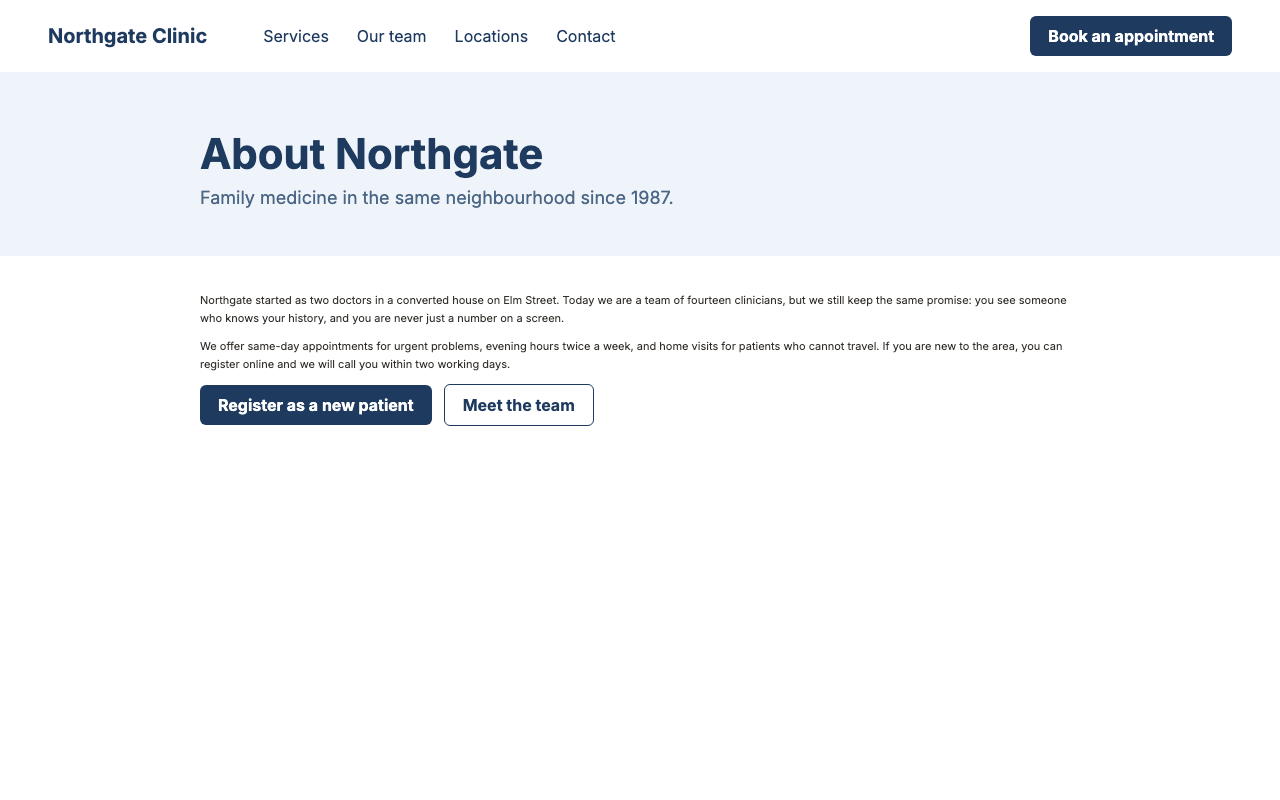 Northgate Clinic
Services
Our team
Locations
Contact
Book an appointment
About Northgate
Family medicine in the same neighbourhood since 1987.
Northgate started as two doctors in a converted house on Elm Street. Today we are a team of fourteen clinicians, but we still keep the same promise: you see someone
who knows your history, and you are never just a number on a screen.
We offer same-day appointments for urgent problems, evening hours twice a week, and home visits for patients who cannot travel. If you are new to the area, you can
register online and we will call you within two working days.
Register as a new patient
Meet the team